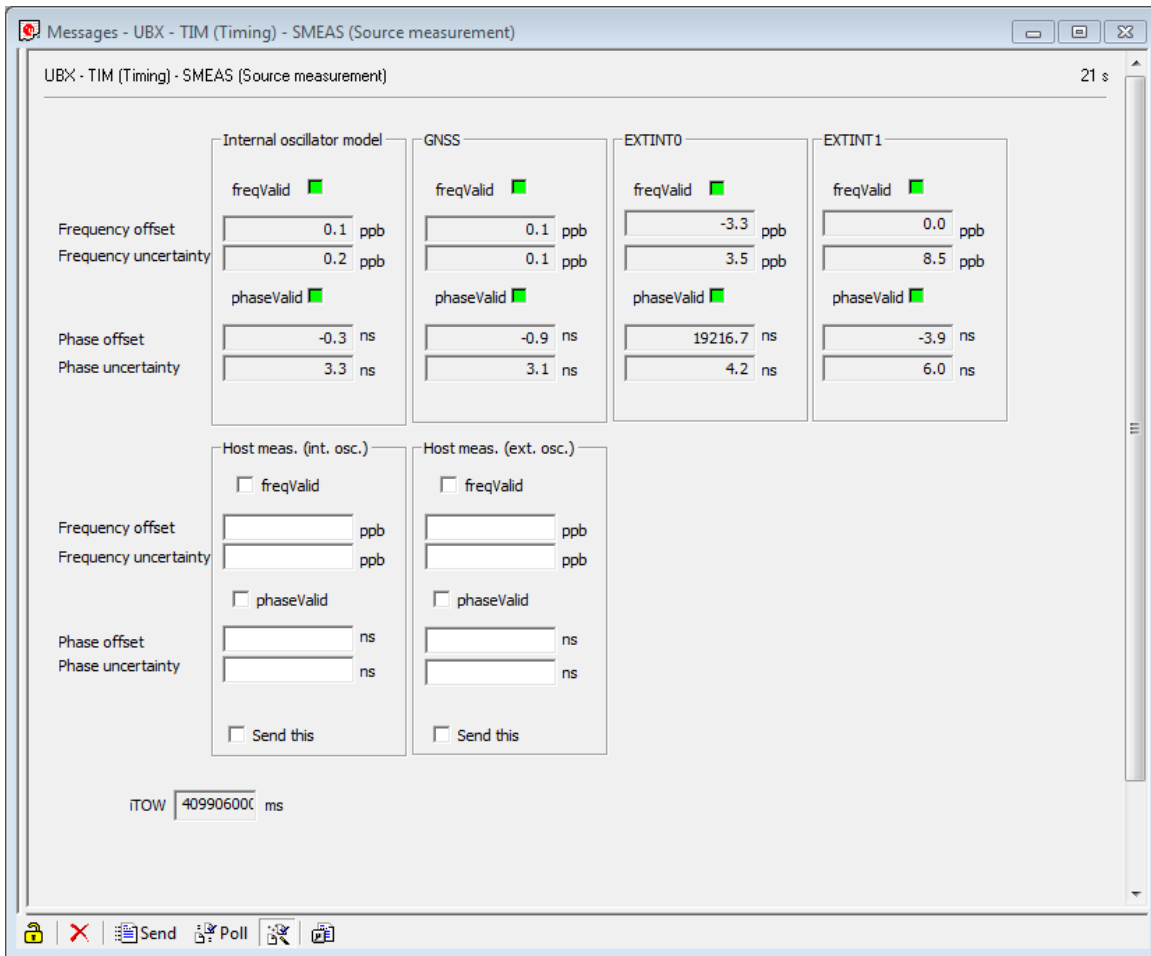 Messages - UBX - TIM (Timing) - SMEAS (Source measurement)
UBX - TIM (Timing) - SMEAS (Source measurement) 21 s
Internal oscillator model GNSS EXTINT0 EXTINT1
freqValid freqValid freqValid freqValid
Frequency offset 0.1 ppb 0.1 ppb -3.3 ppb 0.0 ppb
Frequency uncertainty 0.2 ppb 0.1 ppb 3.5 ppb 8.5 ppb
phaseValid phaseValid phaseValid phaseValid
Phase offset -0.3 ns -0.9 ns 19216.7 ns -3.9 ns
Phase uncertainty 3.3 ns 3.1 ns 4.2 ns 6.0 ns
Host meas. (int. osc.) Host meas. (ext. osc.)
freqValid freqValid
Frequency offset ppb ppb
Frequency uncertainty ppb ppb
phaseValid phaseValid
Phase offset ns ns
Phase uncertainty ns ns
Send this Send this
iTOW 40990600 ms
Send Poll